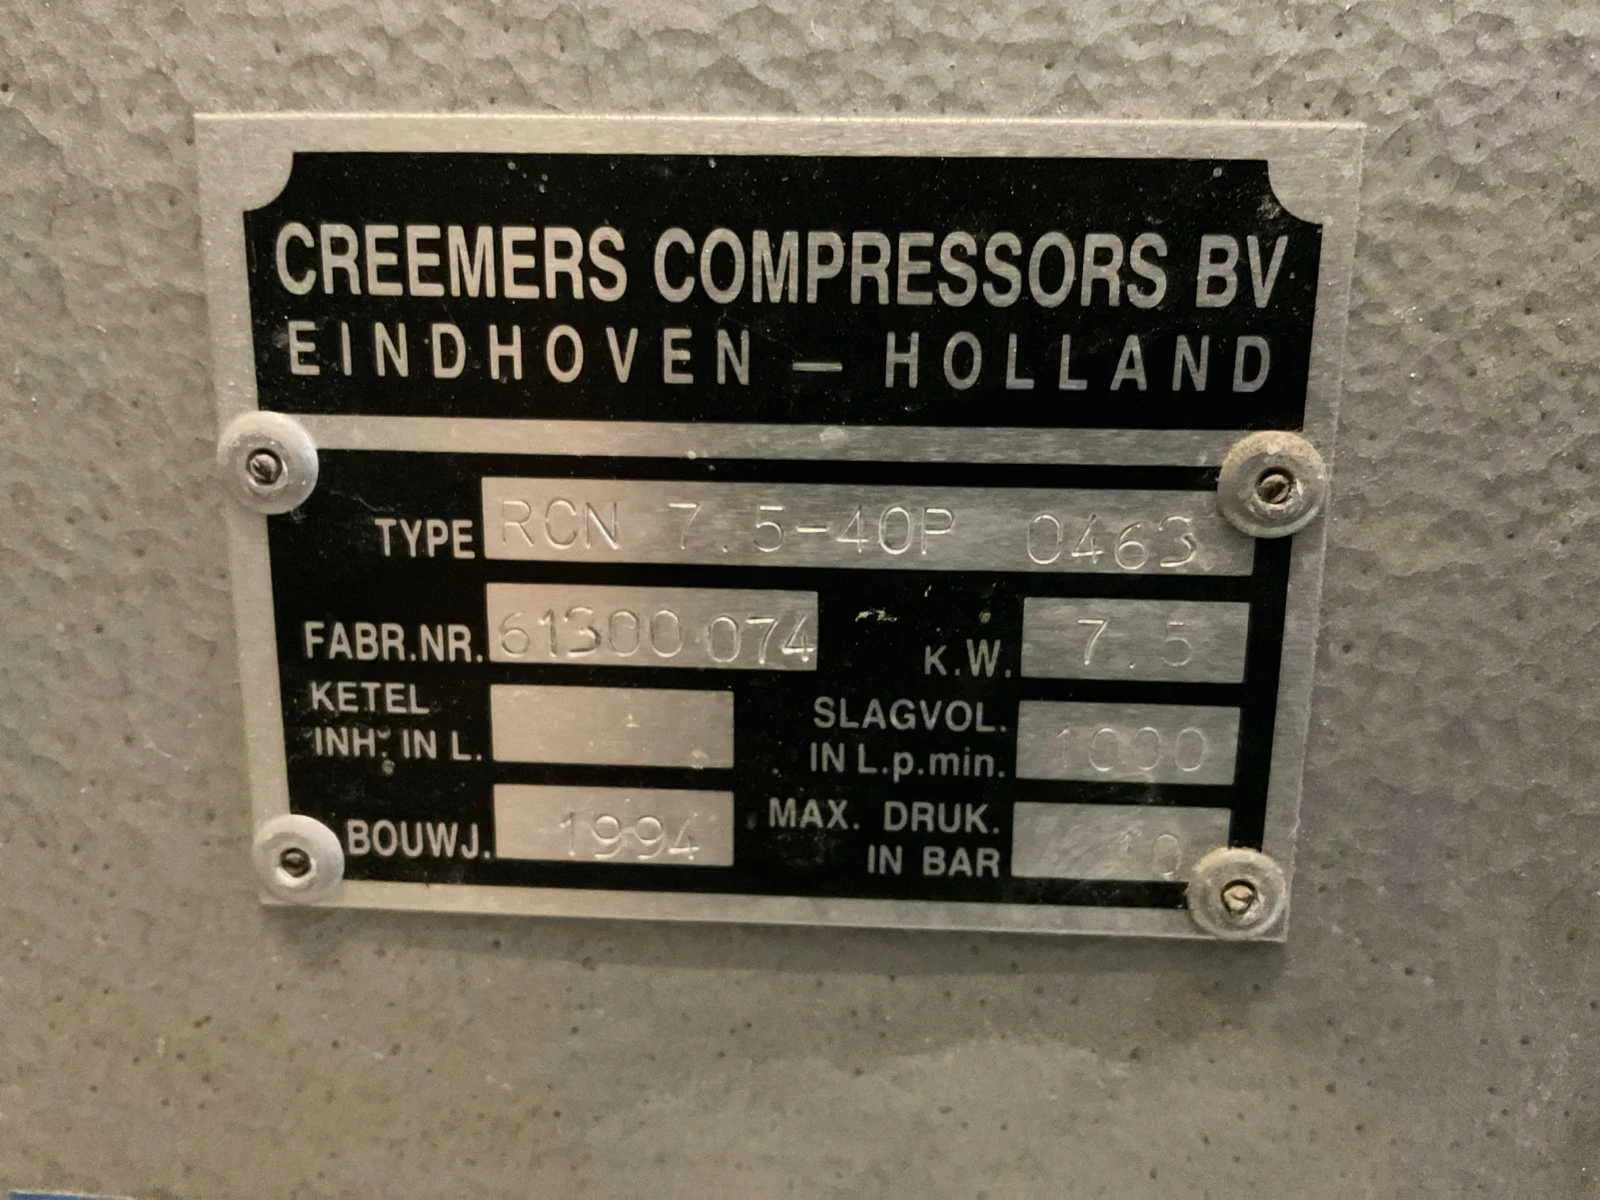 CREEMERS COMPRESSORS BV
EINDHOVEN — HOLLAND
TYPE RCN 7.5-40P 0463
FABR.NR. 61300 074 K.W. 7.5
KETEL
INH. IN L.
SLAGVOL.
IN L.p.min. 1000
BOUWJ. 1994
MAX. DRUK.
IN BAR 10